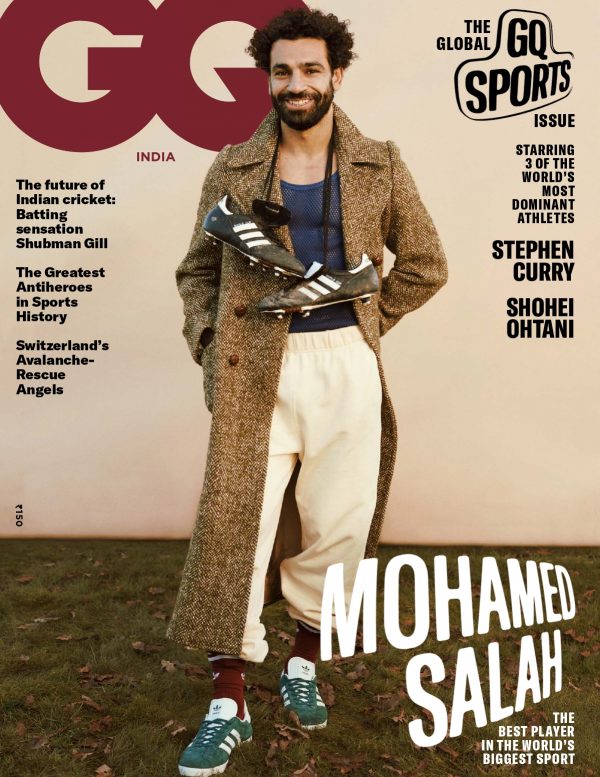 GQ
INDIA
THE
GLOBAL
GQ
SPORTS
ISSUE
STARRING
3 OF THE
WORLD'S
MOST
DOMINANT
ATHLETES
STEPHEN
CURRY
SHOHEI
OHTANI
The future of
Indian cricket:
Batting
sensation
Shubman Gill
The Greatest
Antiheroes
in Sports
History
Switzerland's
Avalanche-
Rescue
Angels
₹150
MOHAMED
SALAH
THE
BEST PLAYER
IN THE WORLD'S
BIGGEST SPORT